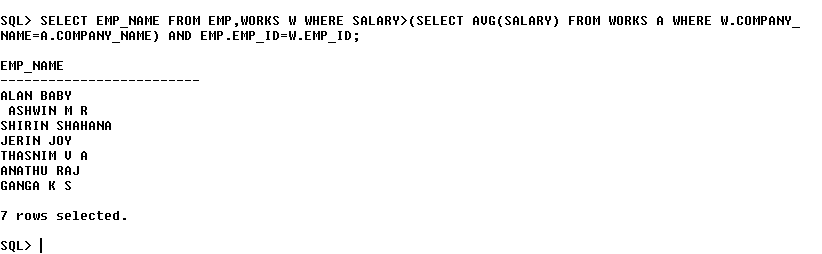 SQL> SELECT EMP_NAME FROM EMP,WORKS W WHERE SALARY>(SELECT AVG(SALARY) FROM WORKS A WHERE W.COMPANY_
NAME=A.COMPANY_NAME) AND EMP.EMP_ID=W.EMP_ID;
EMP_NAME
-------------------------
ALAN BABY
 ASHWIN M R
SHIRIN SHAHANA
JERIN JOY
THASNIM V A
ANATHU RAJ
GANGA K S
7 rows selected.
SQL>